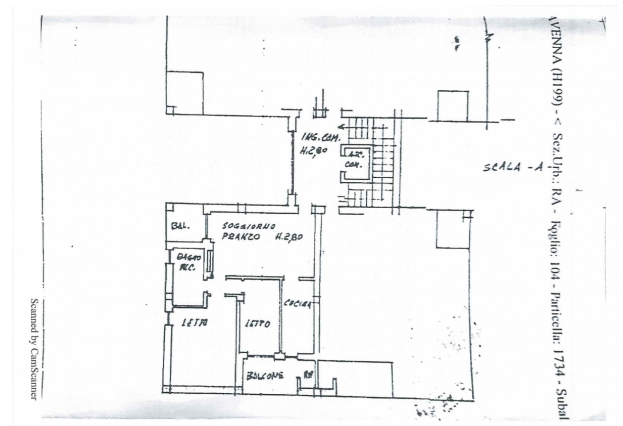 AVENNA (H199) - < Sez.Urb.: RA - Foglio: 104 - Particella: 1734 - Subal
ING. COM.
H. 2,80
ASC.
COM.
SCALA - A -
BAL.
SOGGIORNO
PRANZO H. 2,80
BAGNO
W.C.
CUCINA
LETTO
LETTO
BALCONE
RB
Scanned by CamScanner